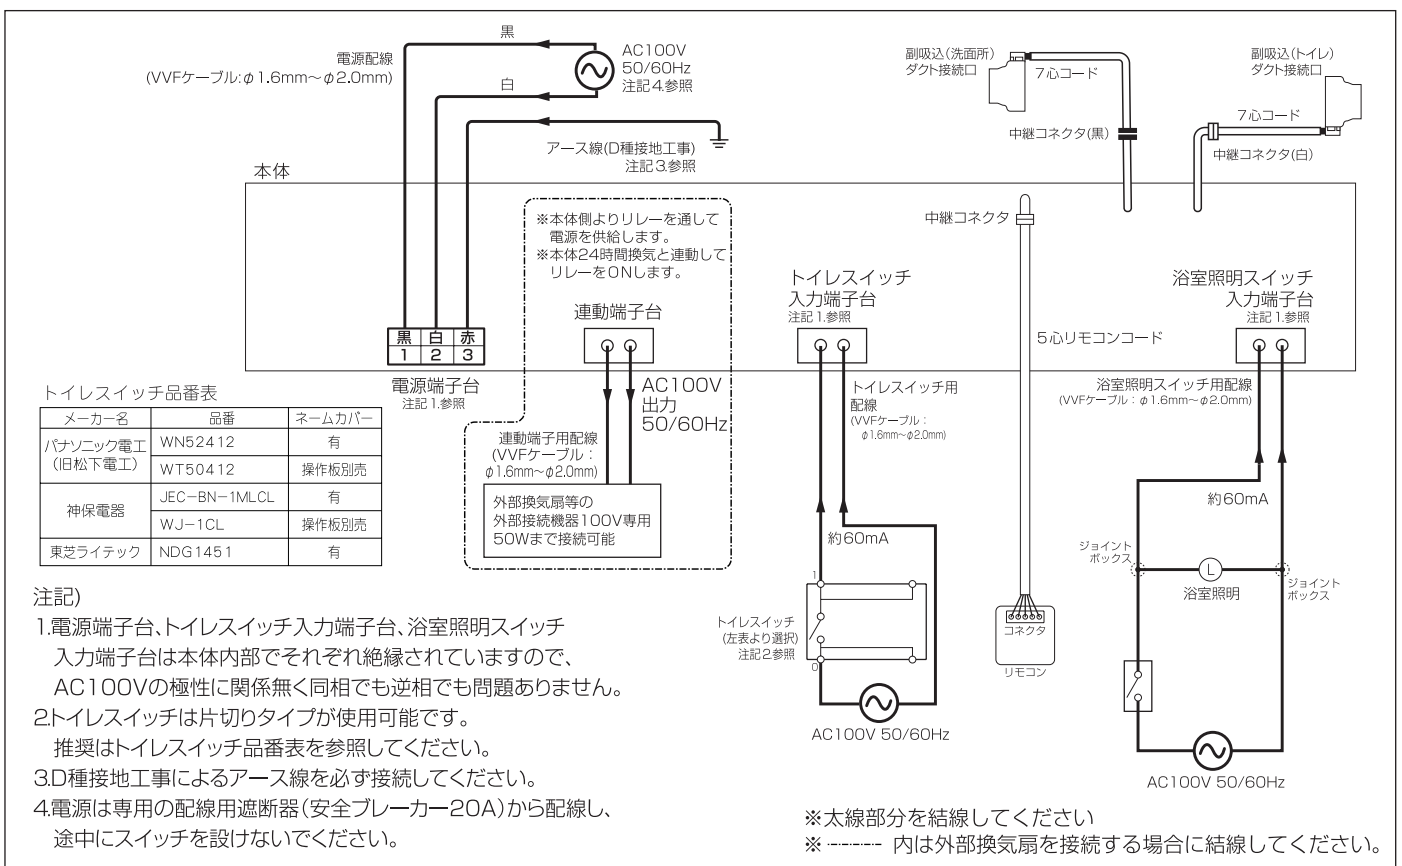 電源配線
(VVFケーブル:φ1.6mm～φ2.0mm)
黒
白
AC100V
50/60Hz
注記4.参照
アース線(D種接地工事)
注記3.参照
副吸込(洗面所)
ダクト接続口
7心コード
中継コネクタ(黒)
副吸込(トイレ)
ダクト接続口
7心コード
中継コネクタ(白)
本体
※本体側よりリレーを通して
電源を供給します。
※本体24時間換気と連動して
リレーをONします。
連動端子台
黒 白 赤
1 2 3
電源端子台
注記1.参照
AC100V
出力
50/60Hz
連動端子用配線
(VVFケーブル：
φ1.6mm～φ2.0mm)
外部換気扇等の
外部接続機器100V専用
50Wまで接続可能
トイレスイッチ
入力端子台
注記1.参照
トイレスイッチ用
配線
(VVFケーブル：
φ1.6mm～φ2.0mm)
約60mA
1
0
トイレスイッチ
(左表より選択)
注記2参照
AC100V 50/60Hz
中継コネクタ
5心リモコンコード
コネクタ
リモコン
浴室照明スイッチ
入力端子台
注記1.参照
浴室照明スイッチ用配線
(VVFケーブル：φ1.6mm～φ2.0mm)
約60mA
ジョイント
ボックス
L
浴室照明
ジョイント
ボックス
AC100V 50/60Hz
トイレスイッチ品番表
メーカー名 品番 ネームカバー
パナソニック電工
(旧松下電工)
WN52412 有
WT50412 操作板別売
神保電器
JEC－BN－1MLCL 有
WJ－1CL 操作板別売
東芝ライテック NDG1451 有
注記)
1.電源端子台、トイレスイッチ入力端子台、浴室照明スイッチ
入力端子台は本体内部でそれぞれ絶縁されていますので、
AC100Vの極性に関係無く同相でも逆相でも問題ありません。
2.トイレスイッチは片切りタイプが使用可能です。
推奨はトイレスイッチ品番表を参照してください。
3.D種接地工事によるアース線を必ず接続してください。
4.電源は専用の配線用遮断器(安全ブレーカー20A)から配線し、
途中にスイッチを設けないでください。
※太線部分を結線してください
※ 内は外部換気扇を接続する場合に結線してください。